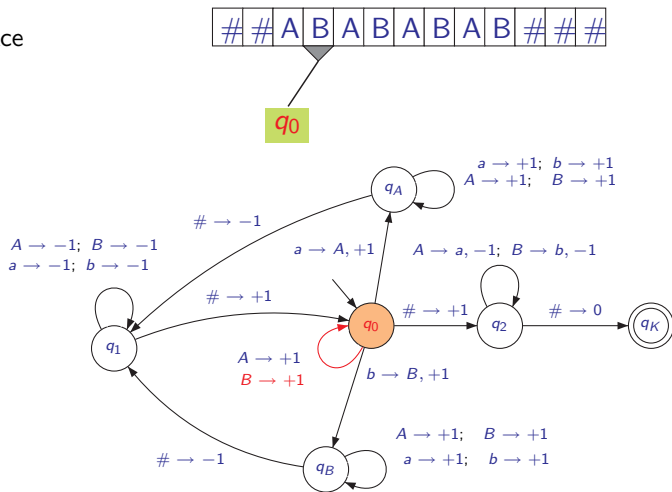 ce
# # A B A B A B A B # # #
q0
a → +1; b → +1
A → +1; B → +1
qA
# → −1
A → −1; B → −1
a → −1; b → −1
a → A, +1
A → a, −1; B → b, −1
# → +1
# → +1
# → 0
q0
q2
qK
q1
A → +1
B → +1
b → B, +1
A → +1; B → +1
a → +1; b → +1
# → −1
qB